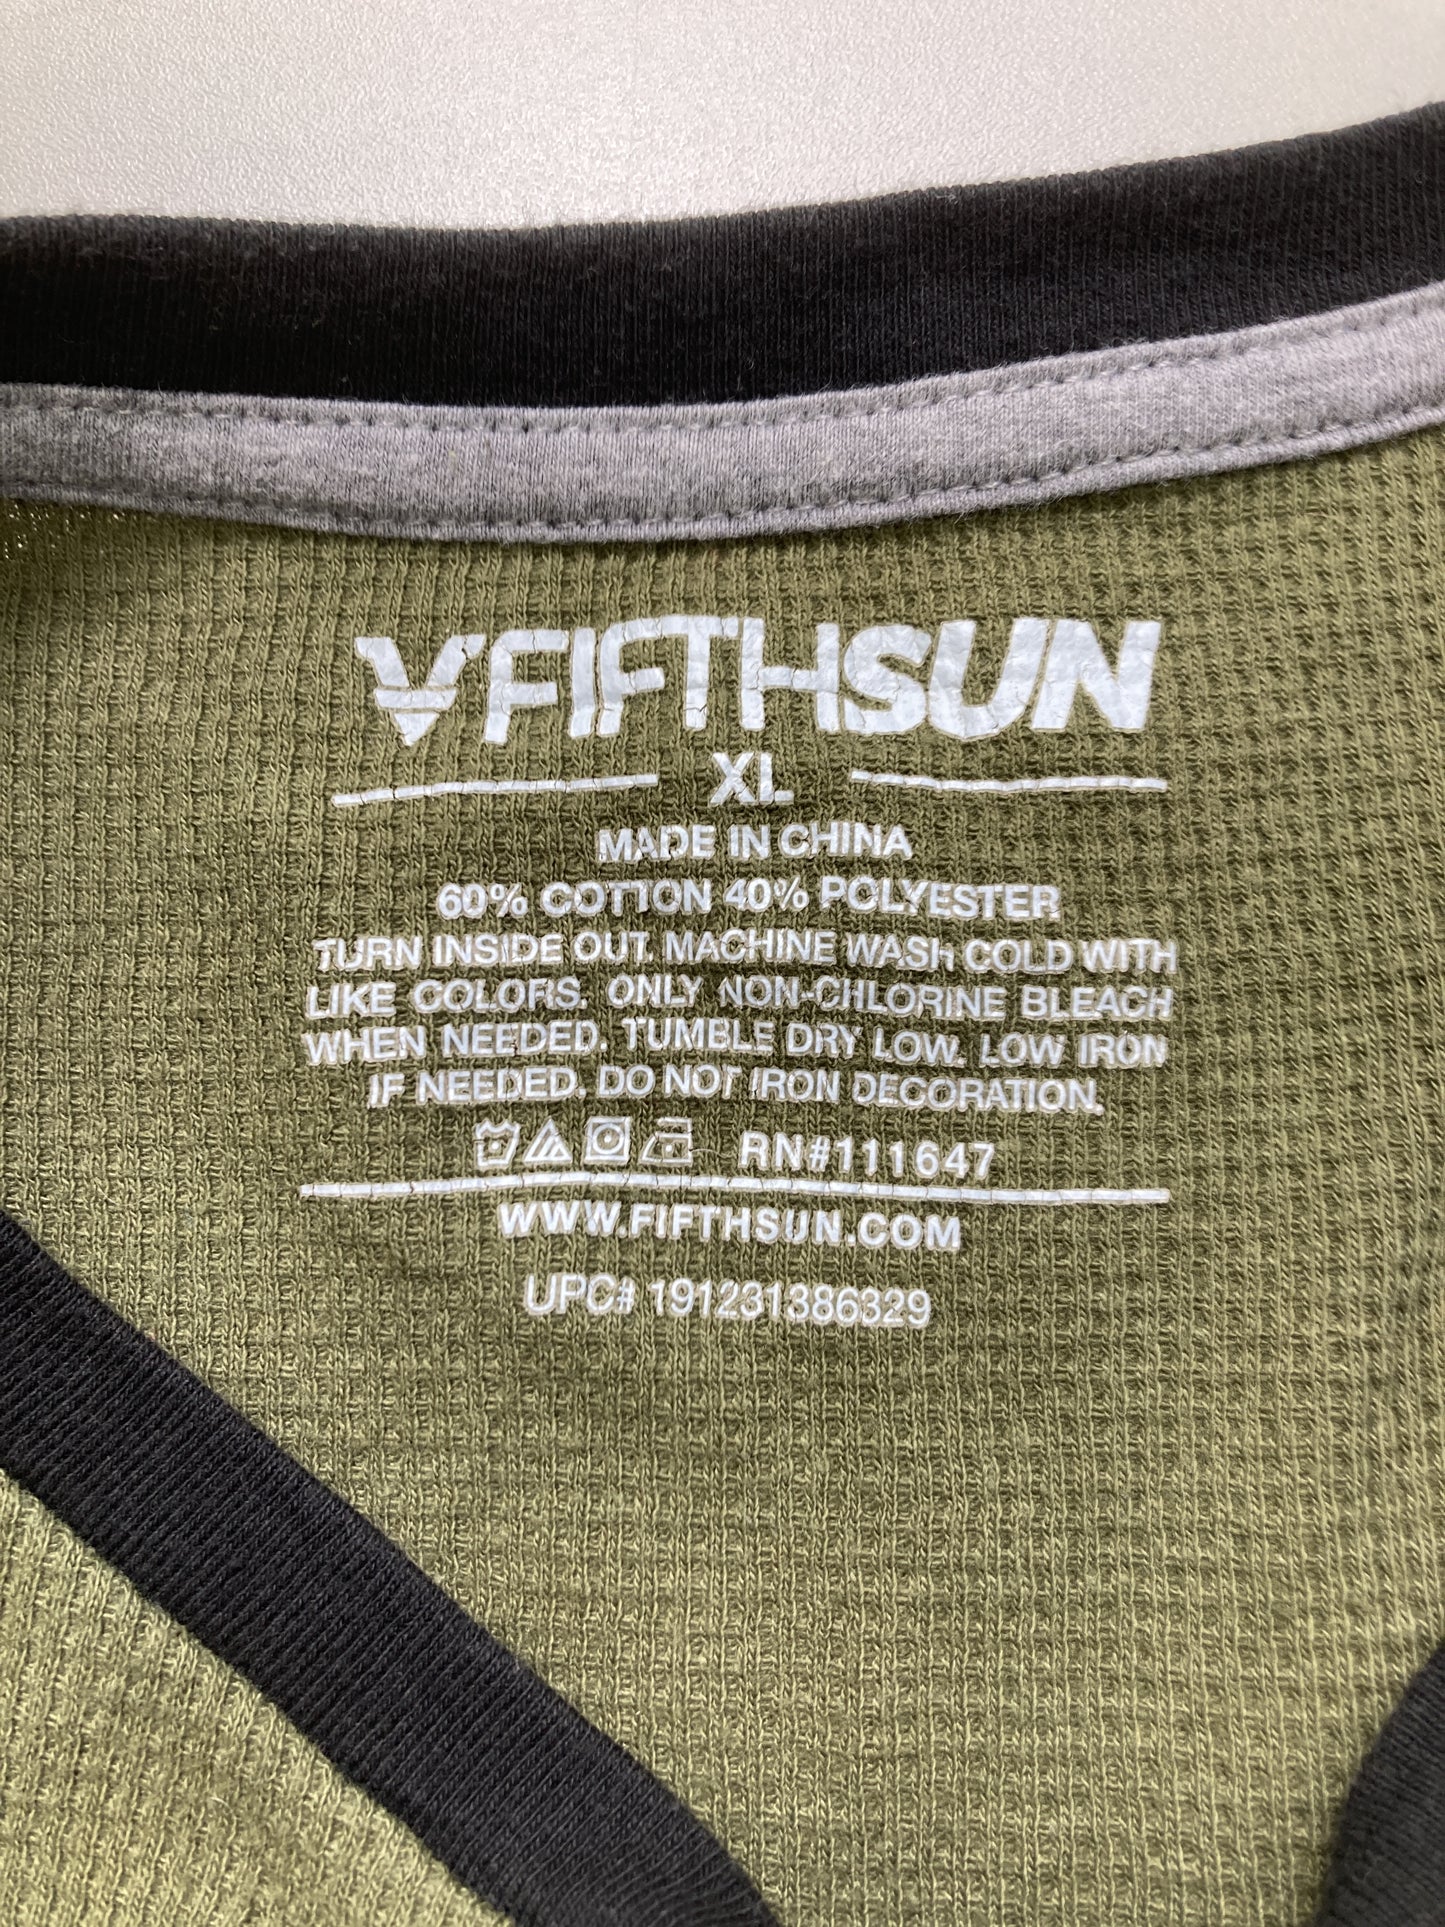 FIFTHSUN
XL
MADE IN CHINA
60% COTTON 40% POLYESTER
TURN INSIDE OUT. MACHINE WASH COLD WITH
LIKE COLORS. ONLY NON-CHLORINE BLEACH
WHEN NEEDED. TUMBLE DRY LOW. LOW IRON
IF NEEDED. DO NOT IRON DECORATION.
RN#111647
WWW.FIFTHSUN.COM
UPC# 191231386329